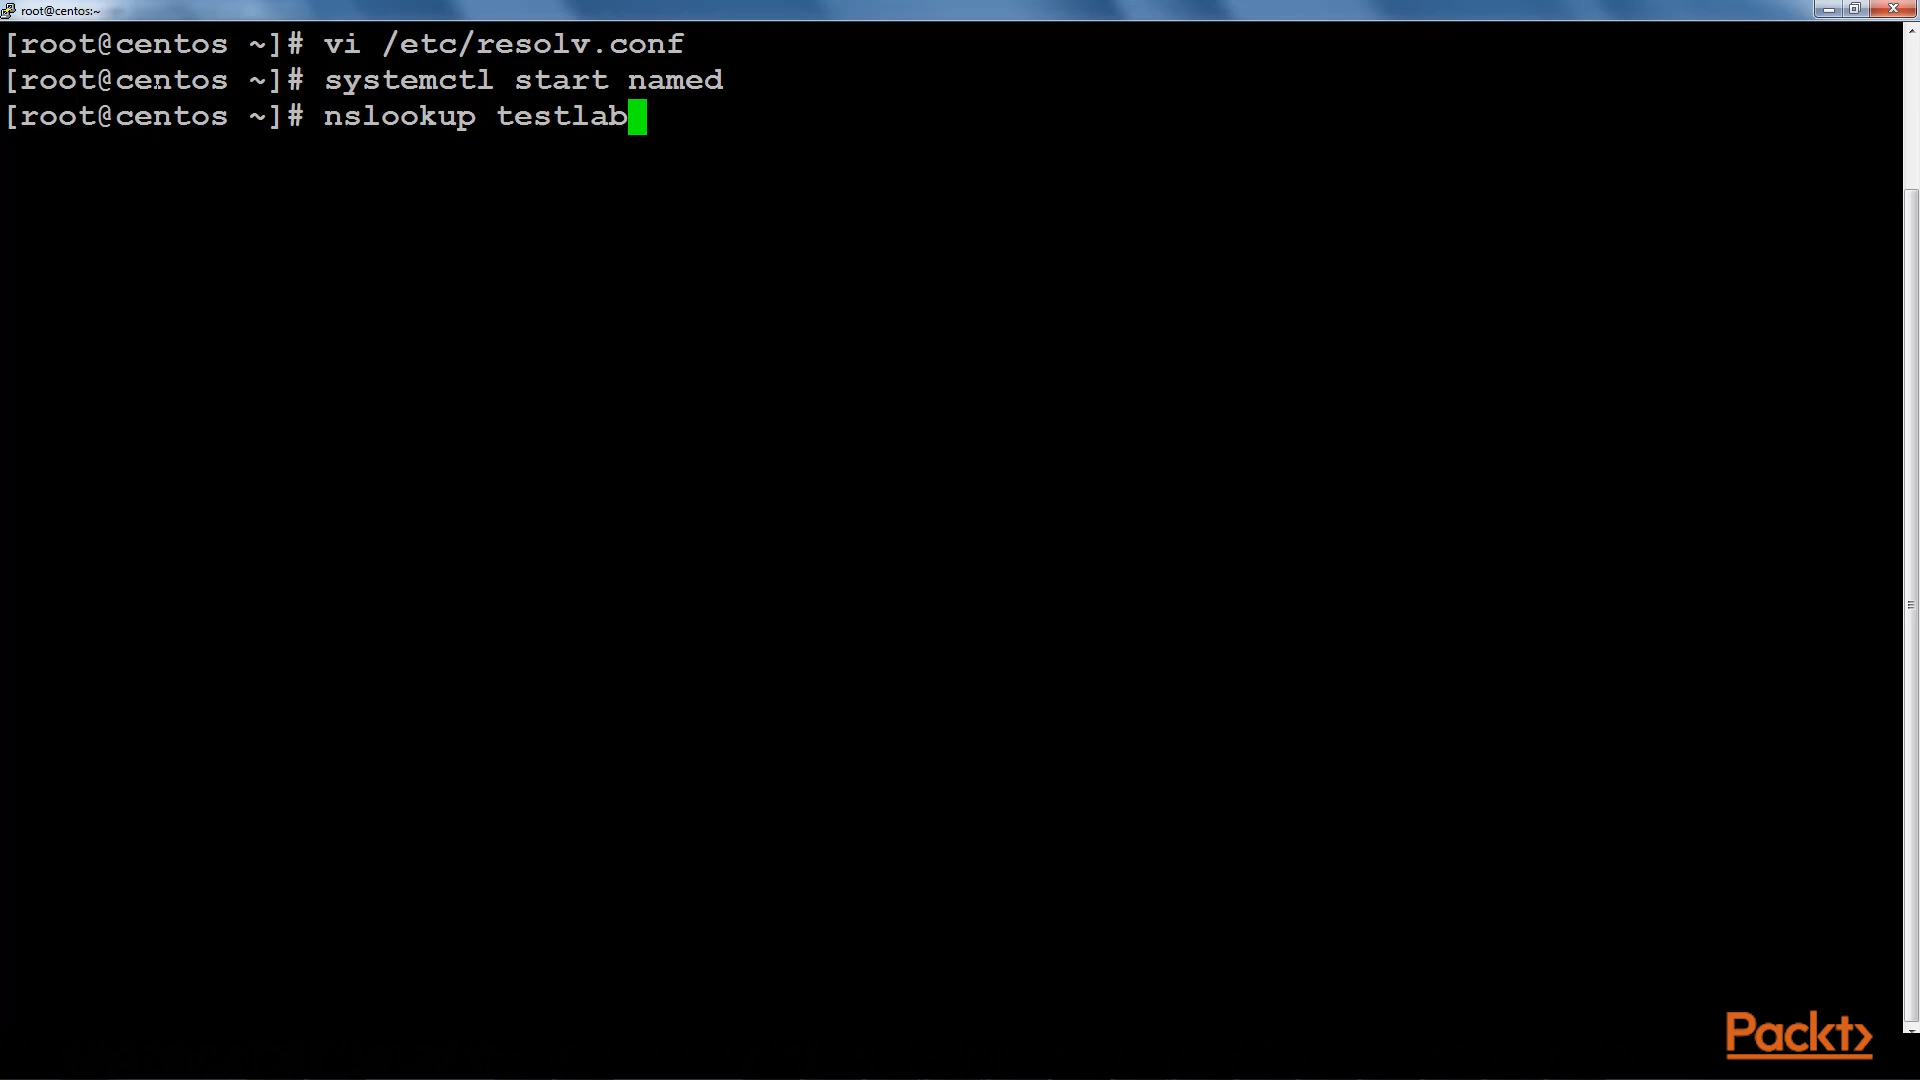 root@centos:~
[root@centos ~]# vi /etc/resolv.conf
[root@centos ~]# systemctl start named
[root@centos ~]# nslookup testlab
Packt>